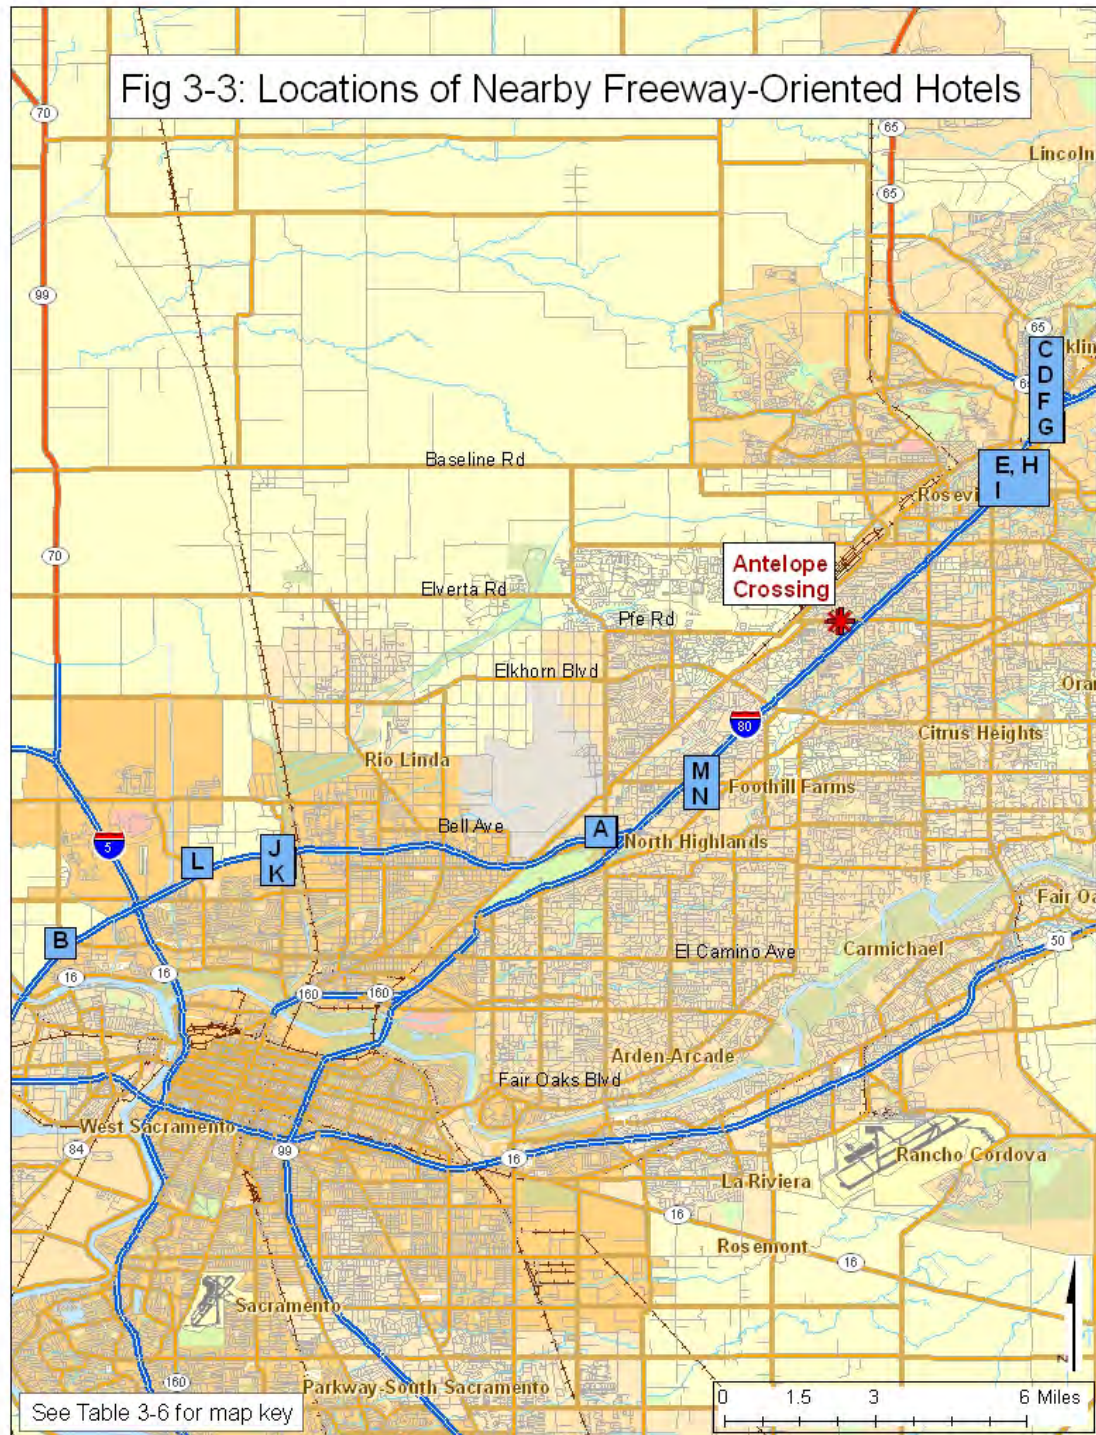 Fig 3-3: Locations of Nearby Freeway-Oriented Hotels
70
65
Lincoln
65
99
65
klin
C
D
F
G
Baseline Rd
E, H
I
Rosevi
70
Antelope
Crossing
Elverta Rd
Pfe Rd
Elkhorn Blvd
Oran
80
Citrus Heights
Rio Linda
M
N
Foothill Farms
Bell Ave
A
North Highlands
5
L
J
K
Fair Oa
B
50
Carmichael
El Camino Ave
16
16
160
160
Arden-Arcade
Fair Oaks Blvd
West Sacramento
84
99
16
Rancho Cordova
La Riviera
16
Rosemont
16
Sacramento
160
Parkway-South Sacramento
See Table 3-6 for map key
0 1.5 3 6 Miles